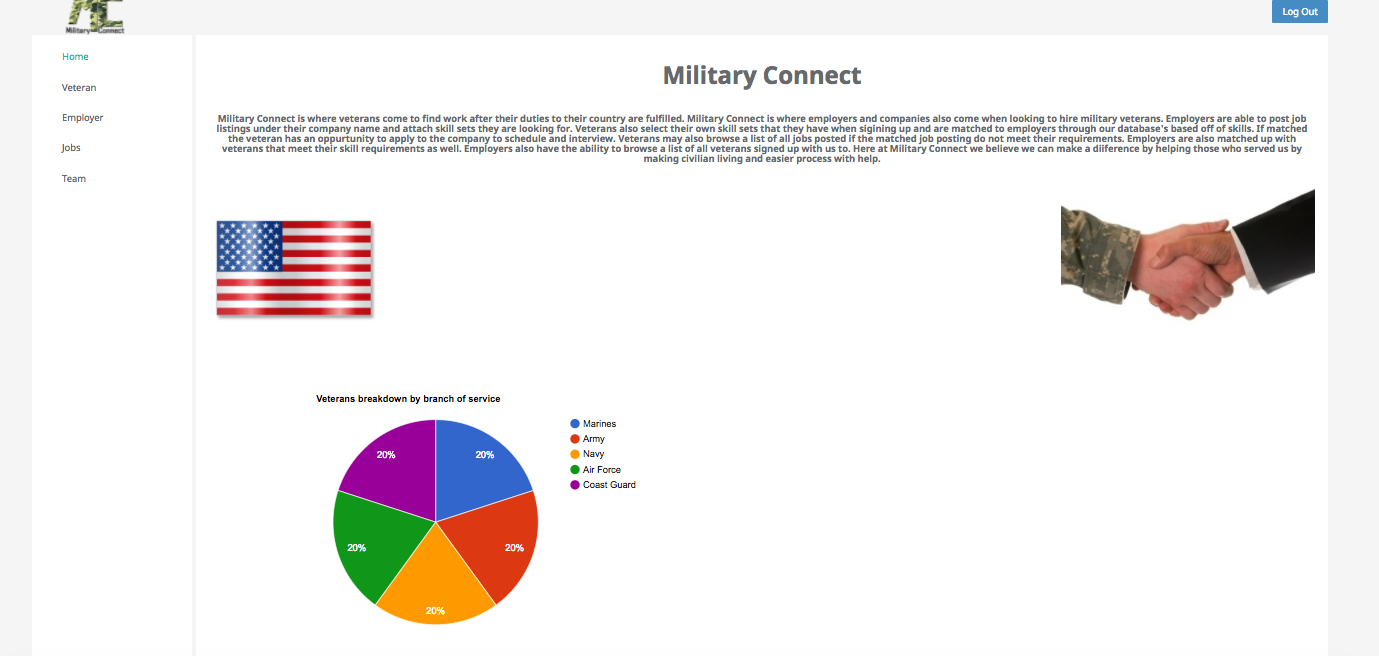 Military Connect
Log Out
Home
Veteran
Employer
Jobs
Team
Military Connect
Military Connect is where veterans come to find work after their duties to their country are fulfilled. Military Connect is where employers and companies also come when looking to hire military veterans. Employers are able to post job
listings under their company name and attach skill sets they are looking for. Veterans also select their own skill sets that they have when sigining up and are matched to employers through our database's based off of skills. If matched
the veteran has an oppurtunity to apply to the company to schedule and interview. Veterans may also browse a list of all jobs posted if the matched job posting do not meet their requirements. Employers are also matched up with
veterans that meet their skill requirements as well. Employers also have the ability to browse a list of all veterans signed up with us to. Here at Military Connect we believe we can make a diference by helping those who served us by
making civilian living and easier process with help.
Veterans breakdown by branch of service
Marines
Army
Navy
Air Force
Coast Guard
20%
20%
20%
20%
20%